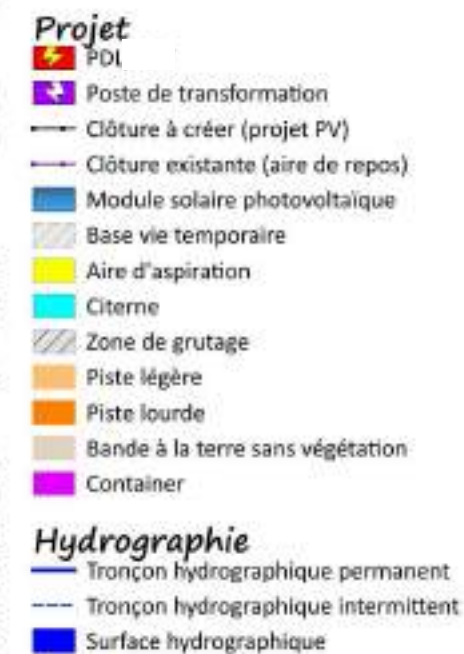 Projet
PDL
Poste de transformation
Clôture à créer (projet PV)
Clôture existante (aire de repos)
Module solaire photovoltaïque
Base vie temporaire
Aire d'aspiration
Citerne
Zone de grutage
Piste légère
Piste lourde
Bande à la terre sans végétation
Container
Hydrographie
Tronçon hydrographique permanent
Tronçon hydrographique intermittent
Surface hydrographique